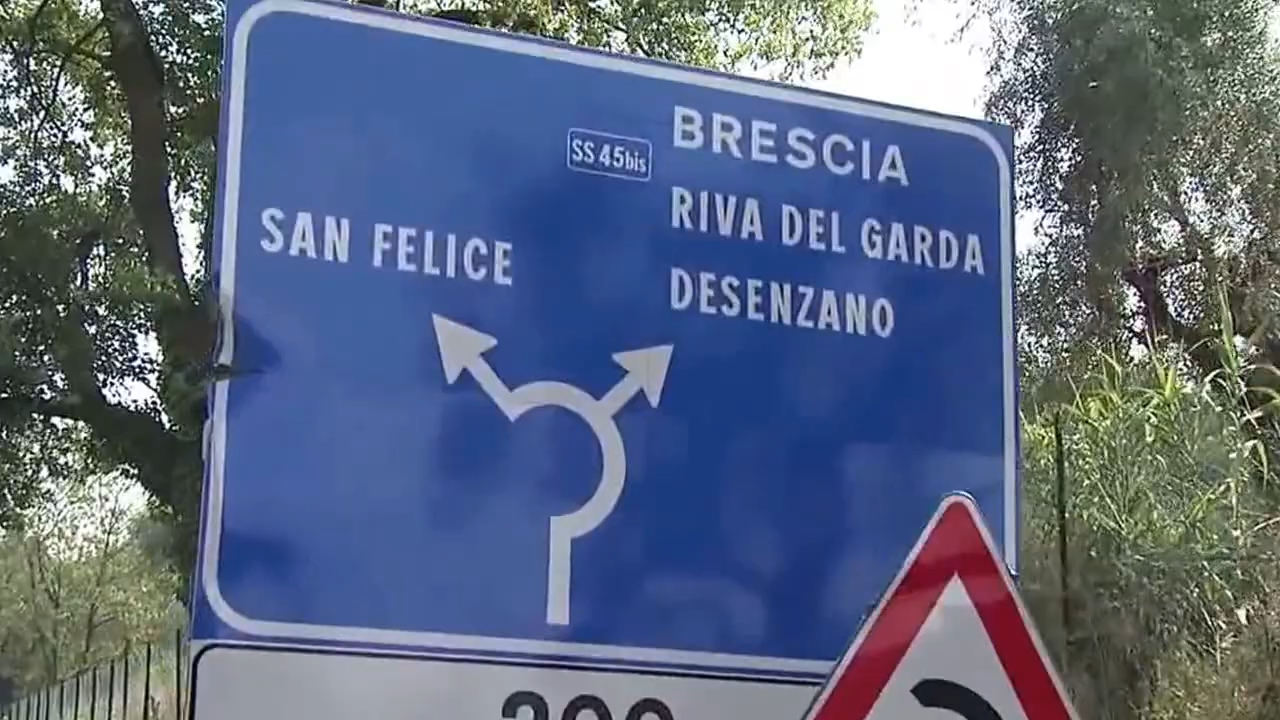 BRESCIA
SS 45bis
RIVA DEL GARDA
SAN FELICE
DESENZANO